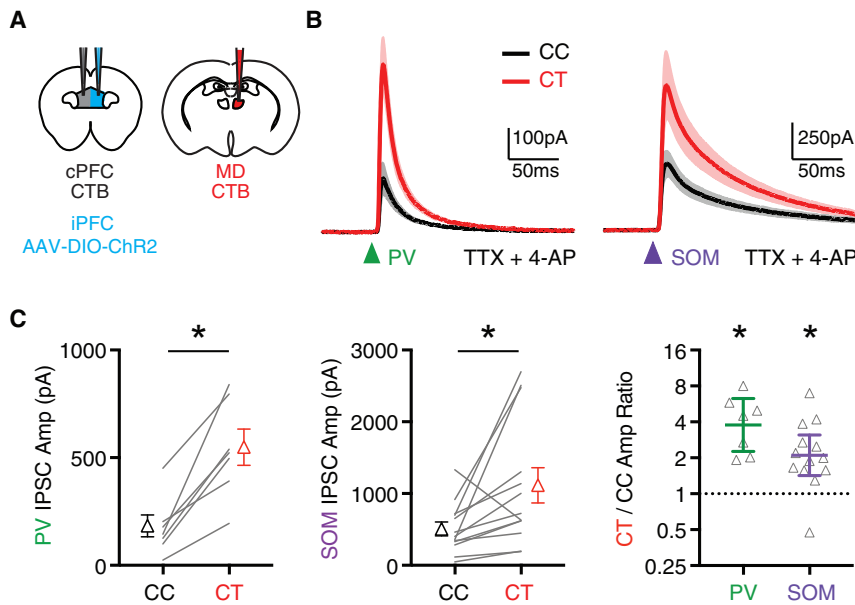 A
cPFC
CTB
iPFC
AAV-DIO-ChR2
MD
CTB
B
CC
CT
100pA
50ms
250pA
50ms
PV
TTX + 4-AP
SOM
TTX + 4-AP
C
PV IPSC Amp (pA)
1000
500
0
*
CC
CT
SOM IPSC Amp (pA)
3000
2000
1000
0
*
CC
CT
CT / CC Amp Ratio
16
8
4
2
1
0.5
0.25
*
*
PV
SOM